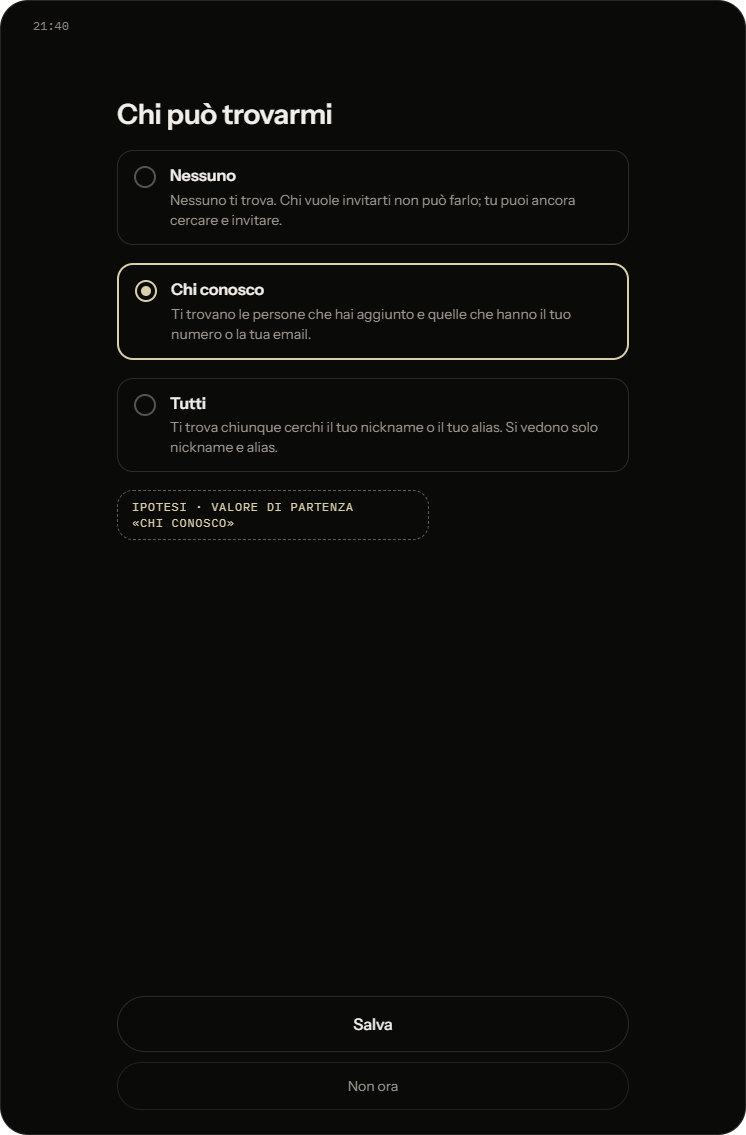 21:40
Chi può trovarmi
Nessuno
Nessuno ti trova. Chi vuole invitarti non può farlo; tu puoi ancora
cercare e invitare.
Chi conosco
Ti trovano le persone che hai aggiunto e quelle che hanno il tuo
numero o la tua email.
Tutti
Ti trova chiunque cerchi il tuo nickname o il tuo alias. Si vedono solo
nickname e alias.
IPOTESI · VALORE DI PARTENZA
«CHI CONOSCO»
Salva
Non ora